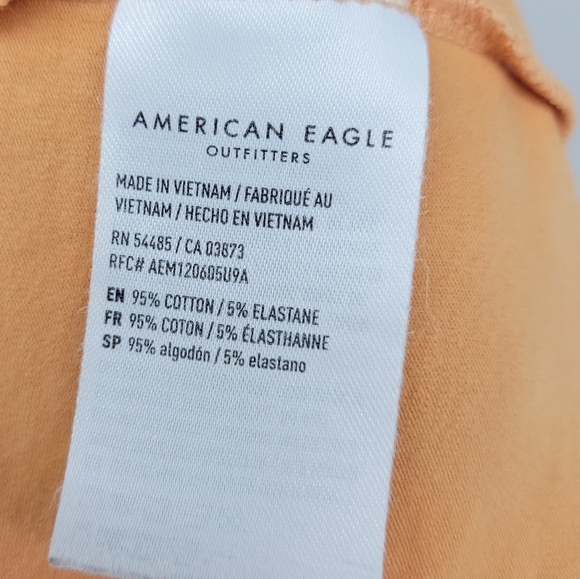 AMERICAN EAGLE
OUTFITTERS
MADE IN VIETNAM / FABRIQUÉ AU
VIETNAM / HECHO EN VIETNAM
RN 54485 / CA 03873
RFC# AEM120605U9A
EN 95% COTTON / 5% ELASTANE
FR 95% COTON / 5% ÉLASTHANNE
SP 95% algodón / 5% elastano